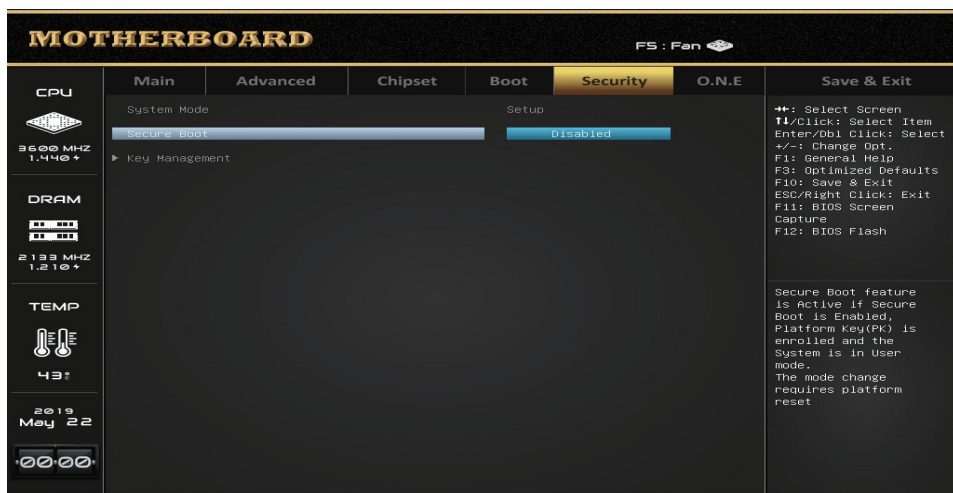 MOTHERBOARD
F5 : Fan
Main Advanced Chipset Boot Security O.N.E Save & Exit
CPU
3600 MHZ
1.440
DRAM
2133 MHZ
1.210
TEMP
43
2019
May 22
00:00
System Mode Setup
Secure Boot Disabled
Key Management
→←: Select Screen
↑↓/Click: Select Item
Enter/Dbl Click: Select
+/-: Change Opt.
F1: General Help
F3: Optimized Defaults
F10: Save & Exit
ESC/Right Click: Exit
F11: BIOS Screen
Capture
F12: BIOS Flash
Secure Boot feature
is Active if Secure
Boot is Enabled,
Platform Key(PK) is
enrolled and the
System is in User
mode.
The mode change
requires platform
reset